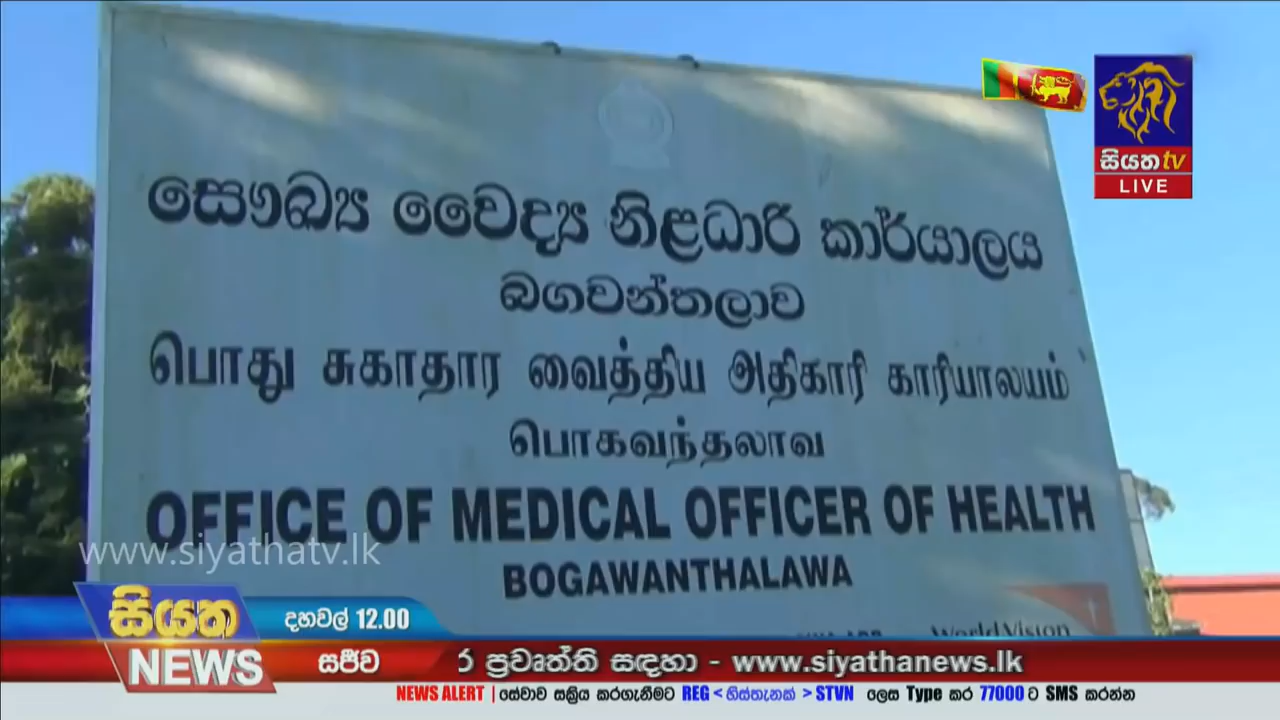 සෞඛ්‍ය වෛද්‍ය නිළධාරි කාර්යාලය
බගවන්තලාව
பொது சுகாதார வைத்திய அதிகாரி காரியாலயம்
பொகவந்தலாவ
OFFICE OF MEDICAL OFFICER OF HEALTH
BOGAWANTHALAWA
World Vision
සියත tv
LIVE
www.siyathatv.lk
සියත දහවල් 12.00
NEWS සජීව ර ප්‍රවෘත්ති සඳහා - www.siyathanews.lk
NEWS ALERT | සේවාව සක්‍රිය කරගැනීමට REG < හිස්තැනක් > STVN ලෙස Type කර 77000 ට SMS කරන්න